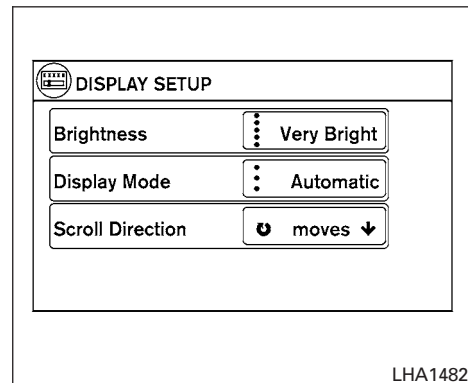 DISPLAY SETUP
Brightness Very Bright
Display Mode Automatic
Scroll Direction ↻ moves ↓
LHA1482